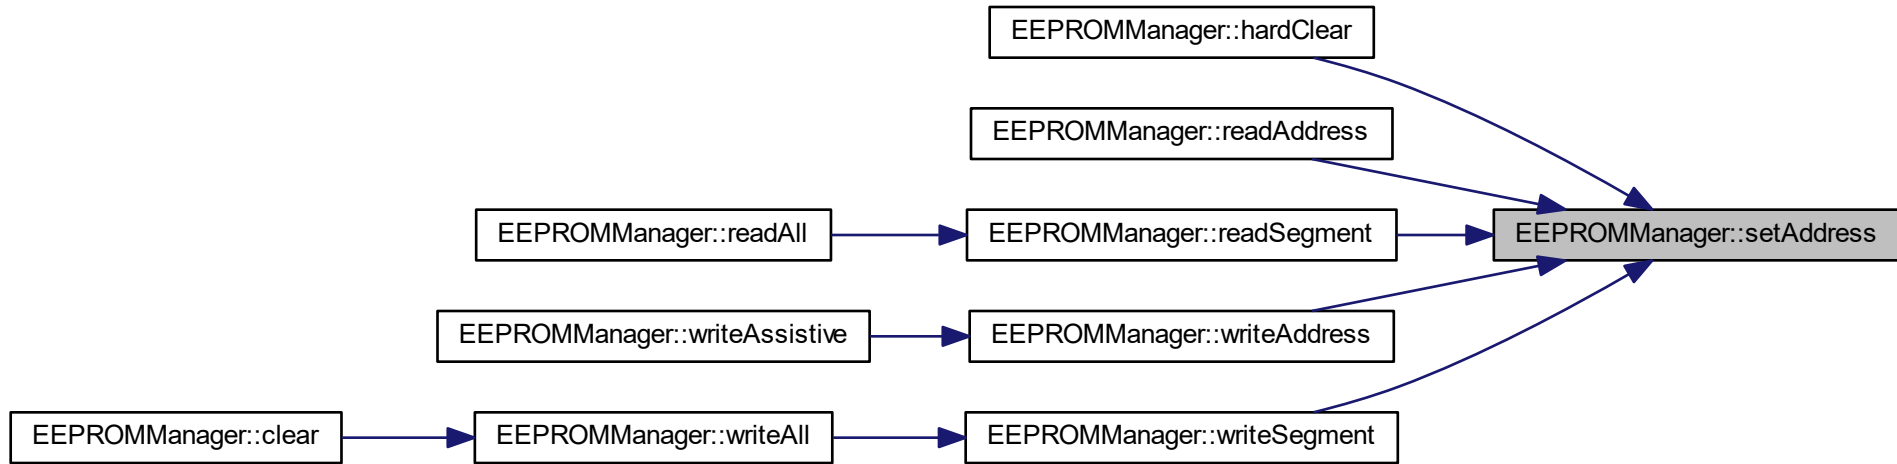 EEPROMManager::hardClear
EEPROMManager::readAddress
EEPROMManager::readAll
EEPROMManager::readSegment
EEPROMManager::setAddress
EEPROMManager::writeAssistive
EEPROMManager::writeAddress
EEPROMManager::clear
EEPROMManager::writeAll
EEPROMManager::writeSegment